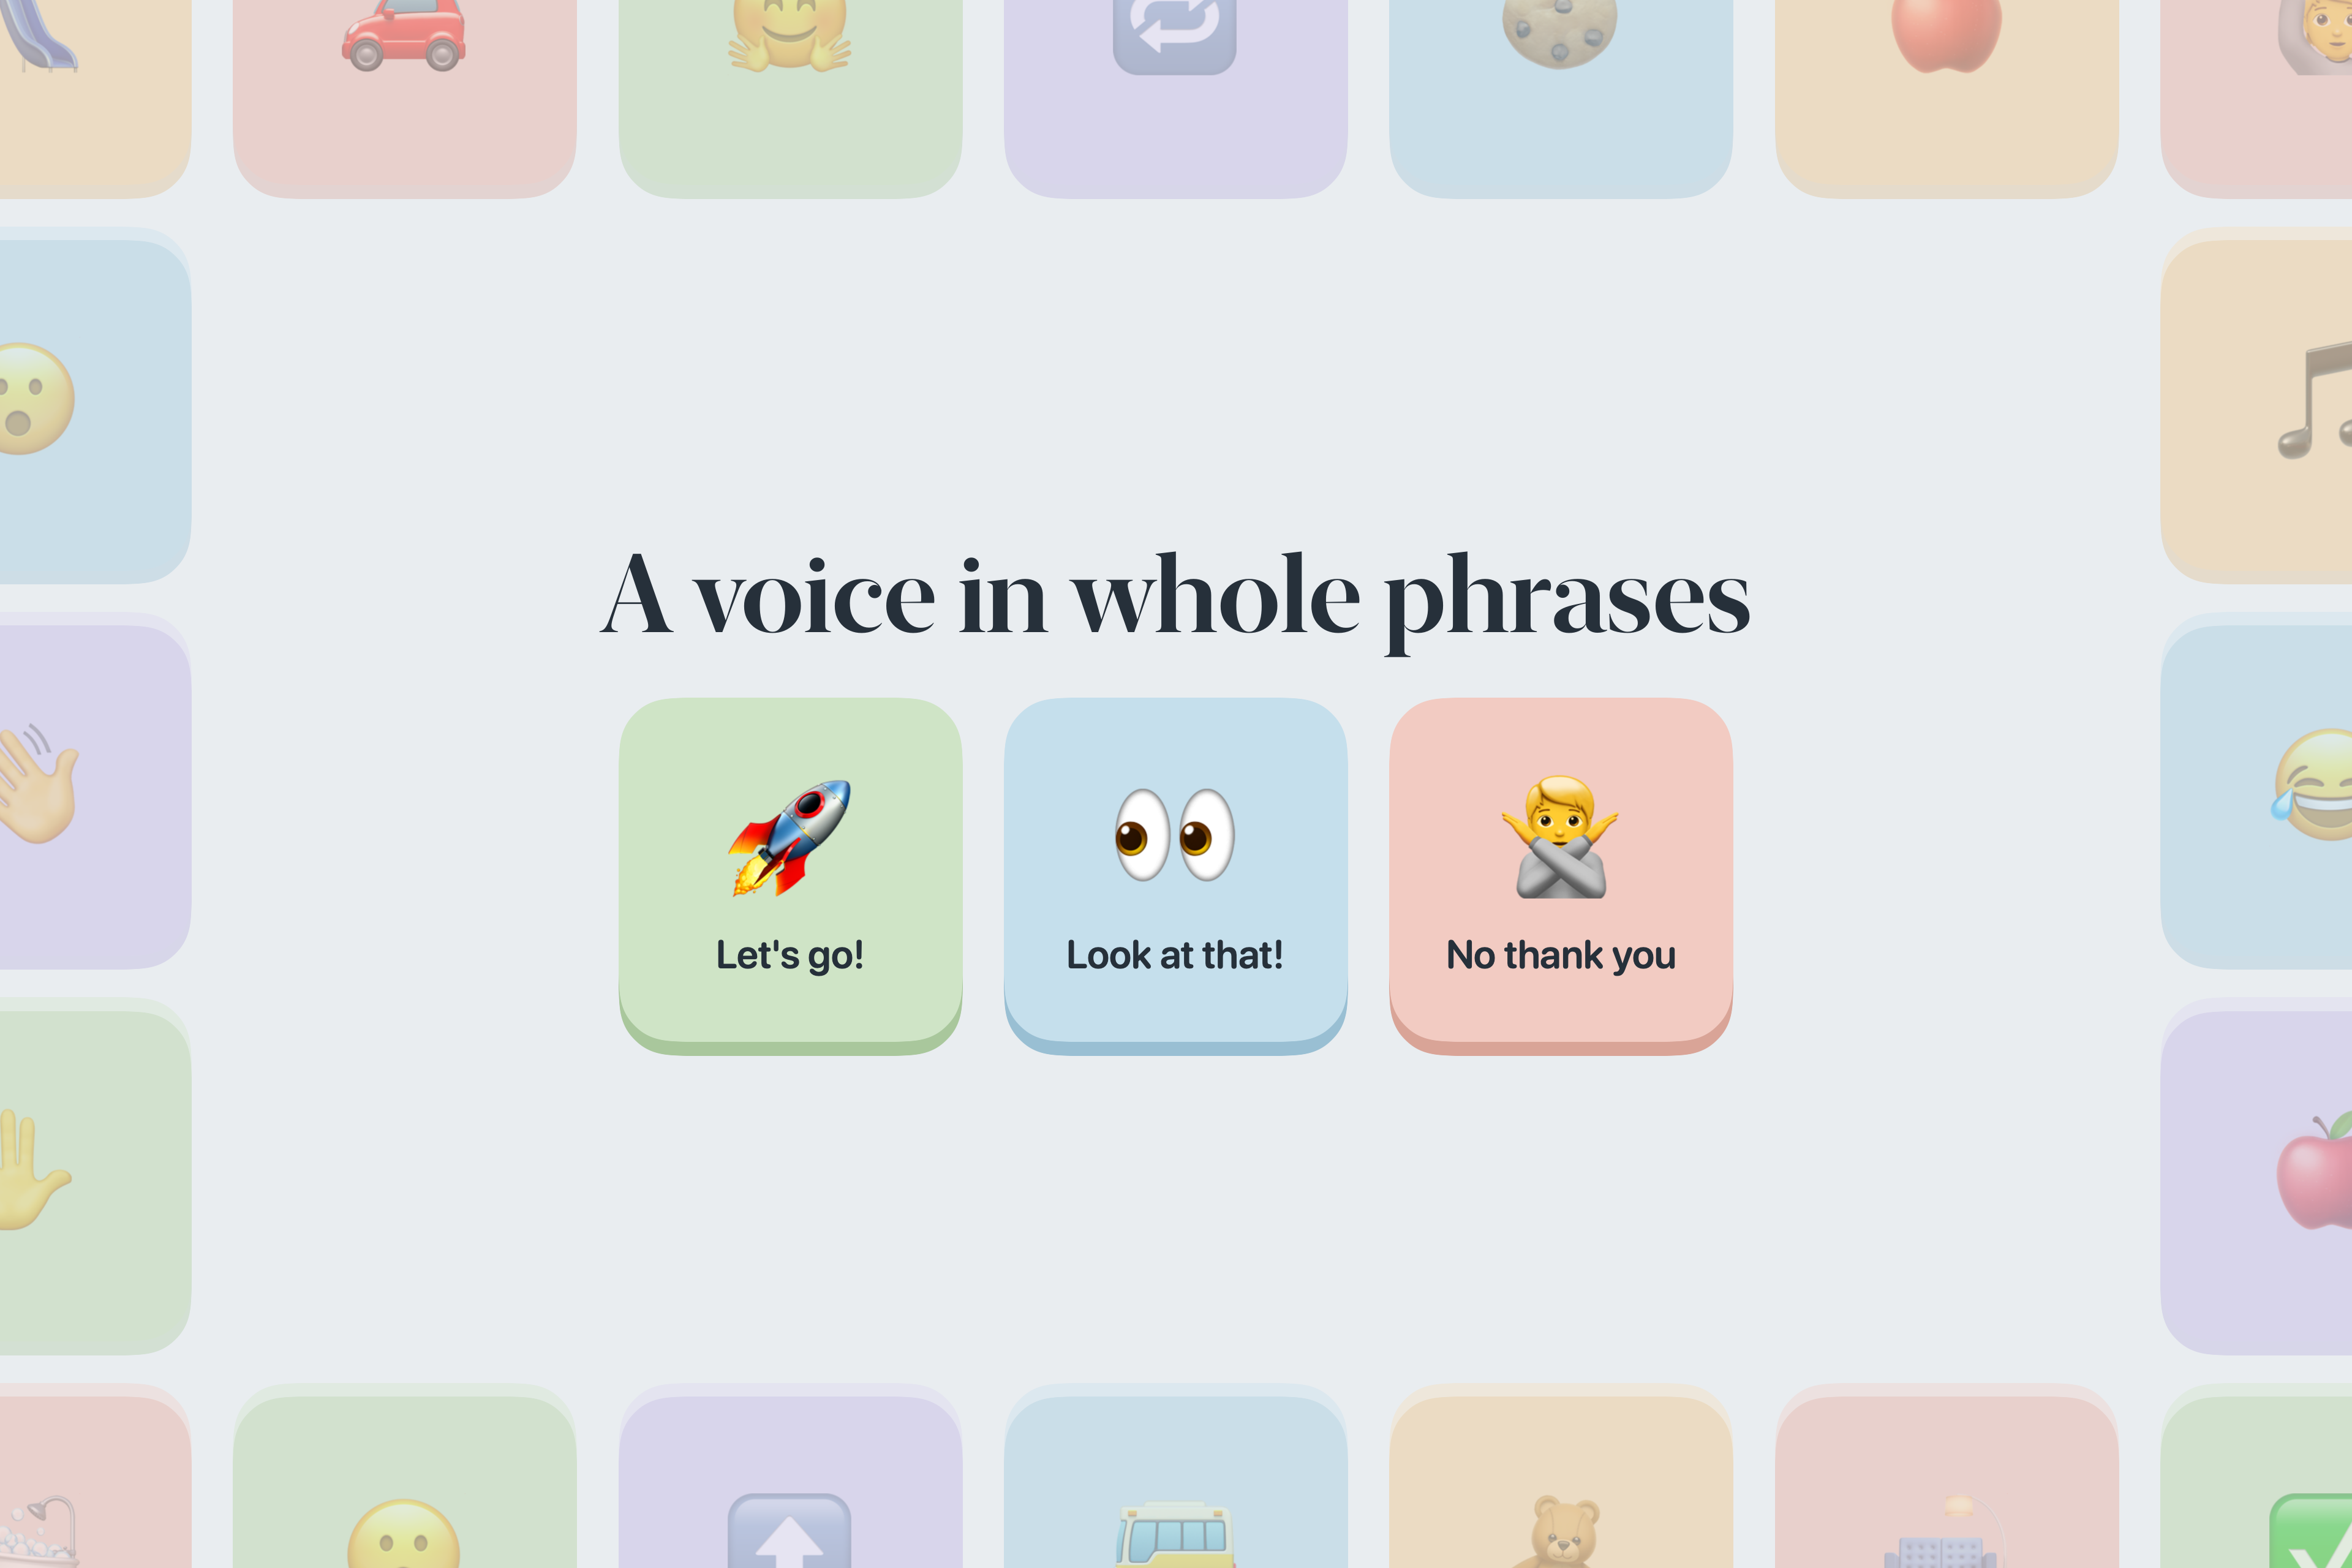 A voice in whole phrases
Let's go!
Look at that!
No thank you